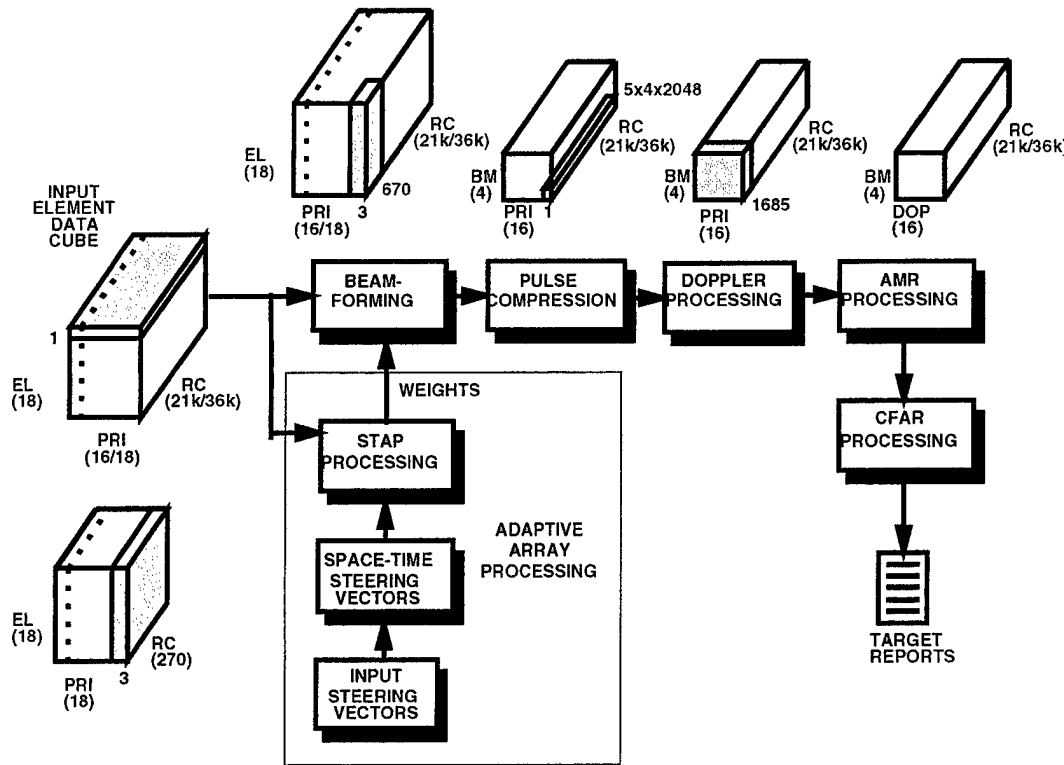 INPUT
ELEMENT
DATA
CUBE
1
EL
(18)
PRI
(16/18)
RC
(21k/36k)
EL
(18)
PRI
(18)
3
RC
(270)
EL
(18)
PRI
(16/18)
3
670
RC
(21k/36k)
BM
(4)
PRI
(16)
1
5x4x2048
RC
(21k/36k)
BM
(4)
PRI
(16)
1685
RC
(21k/36k)
BM
(4)
DOP
(16)
RC
(21k/36k)
BEAM-
FORMING
PULSE
COMPRESSION
DOPPLER
PROCESSING
AMR
PROCESSING
WEIGHTS
STAP
PROCESSING
CFAR
PROCESSING
SPACE-TIME
STEERING
VECTORS
ADAPTIVE
ARRAY
PROCESSING
INPUT
STEERING
VECTORS
TARGET
REPORTS